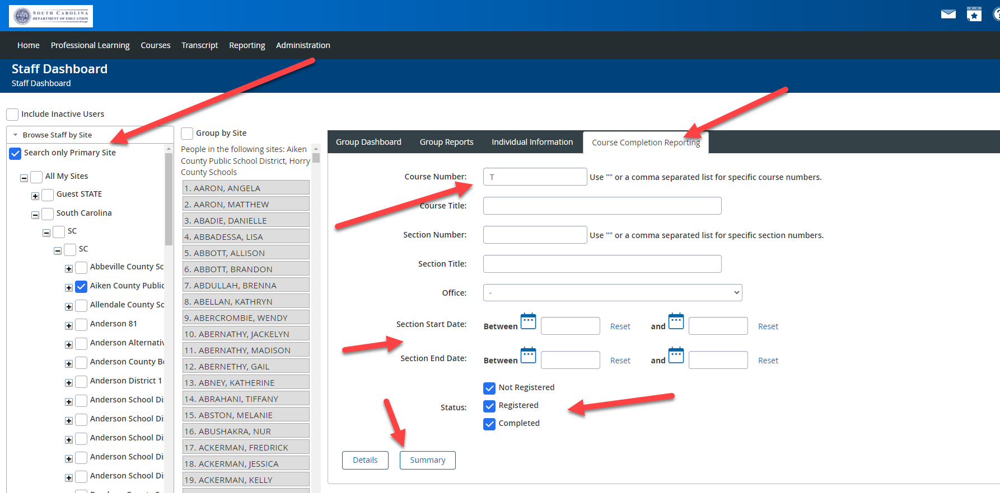 SOUTH CAROLINA
DEPARTMENT OF EDUCATION
Home Professional Learning Courses Transcript Reporting Administration
Staff Dashboard
Staff Dashboard
Include Inactive Users
Browse Staff by Site
Search only Primary Site
All My Sites
Guest STATE
South Carolina
SC
SC
Abbeville County Sc
Aiken County Public
Allendale County Sc
Anderson 81
Anderson Alternativ
Anderson County Bo
Anderson District 1
Anderson School Di
Anderson School Di
Anderson School Di
Anderson School Di
Anderson School Di
Group by Site
People in the following sites: Aiken
County Public School District, Horry
County Schools
1. AARON, ANGELA
2. AARON, MATTHEW
3. ABADIE, DANIELLE
4. ABBADESSA, LISA
5. ABBOTT, ALLISON
6. ABBOTT, BRANDON
7. ABDULLAH, BRENNA
8. ABELLAN, KATHRYN
9. ABERCROMBIE, WENDY
10. ABERNATHY, JACKELYN
11. ABERNATHY, MADISON
12. ABERNETHY, GAIL
13. ABNEY, KATHERINE
14. ABRAHANI, TIFFANY
15. ABSTON, MELANIE
16. ABUSHAKRA, NUR
17. ACKERMAN, FREDRICK
18. ACKERMAN, JESSICA
19. ACKERMAN, KELLY
Group Dashboard Group Reports Individual Information Course Completion Reporting
Course Number: T Use "" or a comma separated list for specific course numbers.
Course Title:
Section Number: Use "" or a comma separated list for specific section numbers.
Section Title:
Office: -
Section Start Date: Between Reset and Reset
Section End Date: Between Reset and Reset
Not Registered
Status: Registered
Completed
Details Summary